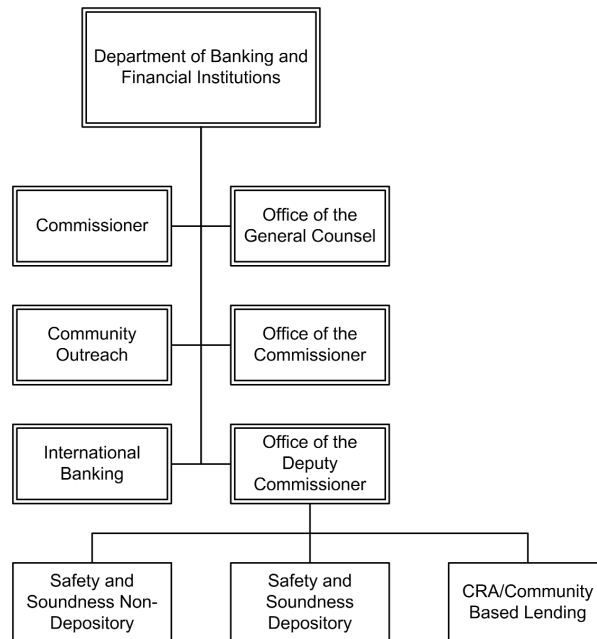 Department of Banking and
Financial Institutions
Commissioner
Office of the
General Counsel
Community
Outreach
Office of the
Commissioner
International
Banking
Office of the
Deputy
Commissioner
Safety and
Soundness Non-
Depository
Safety and
Soundness
Depository
CRA/Community
Based Lending